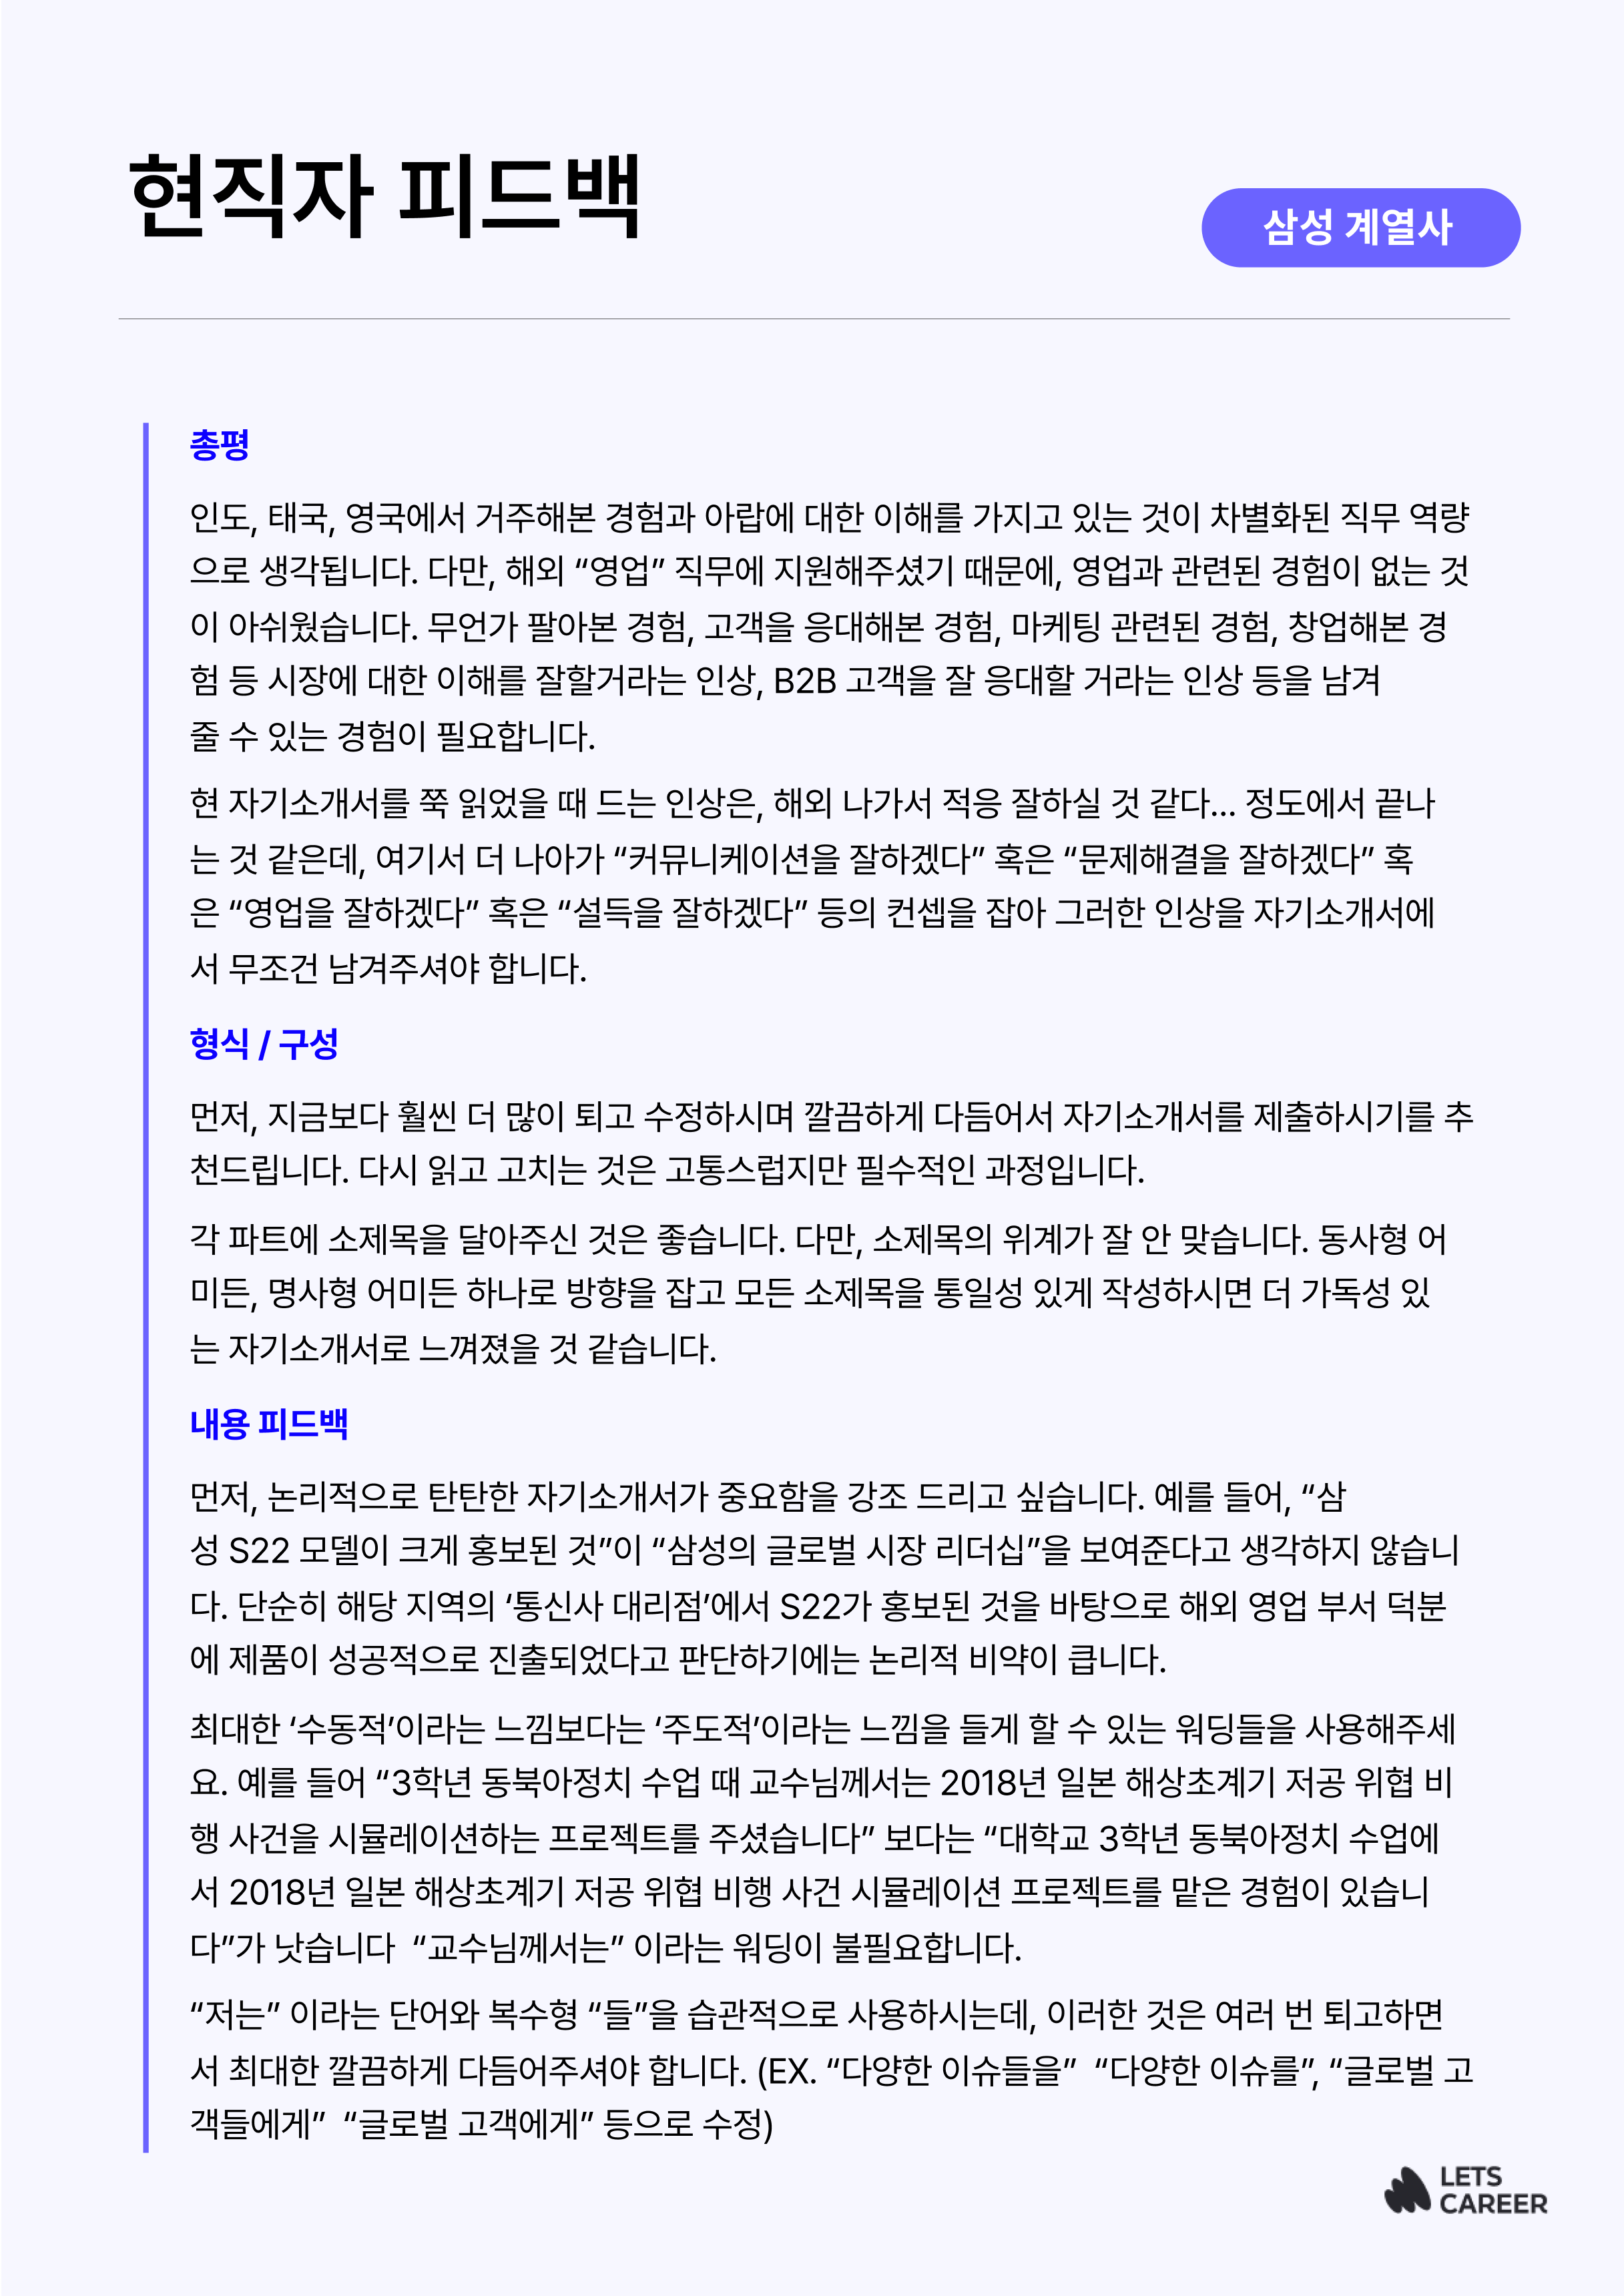 현직자 피드백
삼성 계열사
총평
인도, 태국, 영국에서 거주해본 경험과 아랍에 대한 이해를 가지고 있는 것이 차별화된 직무 역량
으로 생각됩니다. 다만, 해외 “영업” 직무에 지원해주셨기 때문에, 영업과 관련된 경험이 없는 것
이 아쉬웠습니다. 무언가 팔아본 경험, 고객을 응대해본 경험, 마케팅 관련된 경험, 창업해본 경
험 등 시장에 대한 이해를 잘할거라는 인상, B2B 고객을 잘 응대할 거라는 인상 등을 남겨
줄 수 있는 경험이 필요합니다.
현 자기소개서를 쭉 읽었을 때 드는 인상은, 해외 나가서 적응 잘하실 것 같다... 정도에서 끝나
는 것 같은데, 여기서 더 나아가 “커뮤니케이션을 잘하겠다” 혹은 “문제해결을 잘하겠다” 혹
은 “영업을 잘하겠다” 혹은 “설득을 잘하겠다” 등의 컨셉을 잡아 그러한 인상을 자기소개서에
서 무조건 남겨주셔야 합니다.
형식 / 구성
먼저, 지금보다 훨씬 더 많이 퇴고 수정하시며 깔끔하게 다듬어서 자기소개서를 제출하시기를 추
천드립니다. 다시 읽고 고치는 것은 고통스럽지만 필수적인 과정입니다.
각 파트에 소제목을 달아주신 것은 좋습니다. 다만, 소제목의 위계가 잘 안 맞습니다. 동사형 어
미든, 명사형 어미든 하나로 방향을 잡고 모든 소제목을 통일성 있게 작성하시면 더 가독성 있
는 자기소개서로 느껴졌을 것 같습니다.
내용 피드백
먼저, 논리적으로 탄탄한 자기소개서가 중요함을 강조 드리고 싶습니다. 예를 들어, “삼
성 S22 모델이 크게 홍보된 것”이 “삼성의 글로벌 시장 리더십”을 보여준다고 생각하지 않습니
다. 단순히 해당 지역의 ‘통신사 대리점’에서 S22가 홍보된 것을 바탕으로 해외 영업 부서 덕분
에 제품이 성공적으로 진출되었다고 판단하기에는 논리적 비약이 큽니다.
최대한 ‘수동적’이라는 느낌보다는 ‘주도적’이라는 느낌을 들게 할 수 있는 워딩들을 사용해주세
요. 예를 들어 “3학년 동북아정치 수업 때 교수님께서는 2018년 일본 해상초계기 저공 위협 비
행 사건을 시뮬레이션하는 프로젝트를 주셨습니다” 보다는 “대학교 3학년 동북아정치 수업에
서 2018년 일본 해상초계기 저공 위협 비행 사건 시뮬레이션 프로젝트를 맡은 경험이 있습니
다”가 낫습니다  “교수님께서는” 이라는 워딩이 불필요합니다.
“저는” 이라는 단어와 복수형 “들”을 습관적으로 사용하시는데, 이러한 것은 여러 번 퇴고하면
서 최대한 깔끔하게 다듬어주셔야 합니다. (EX. “다양한 이슈들을”  “다양한 이슈를”, “글로벌 고
객들에게”  “글로벌 고객에게” 등으로 수정)
LETS
CAREER